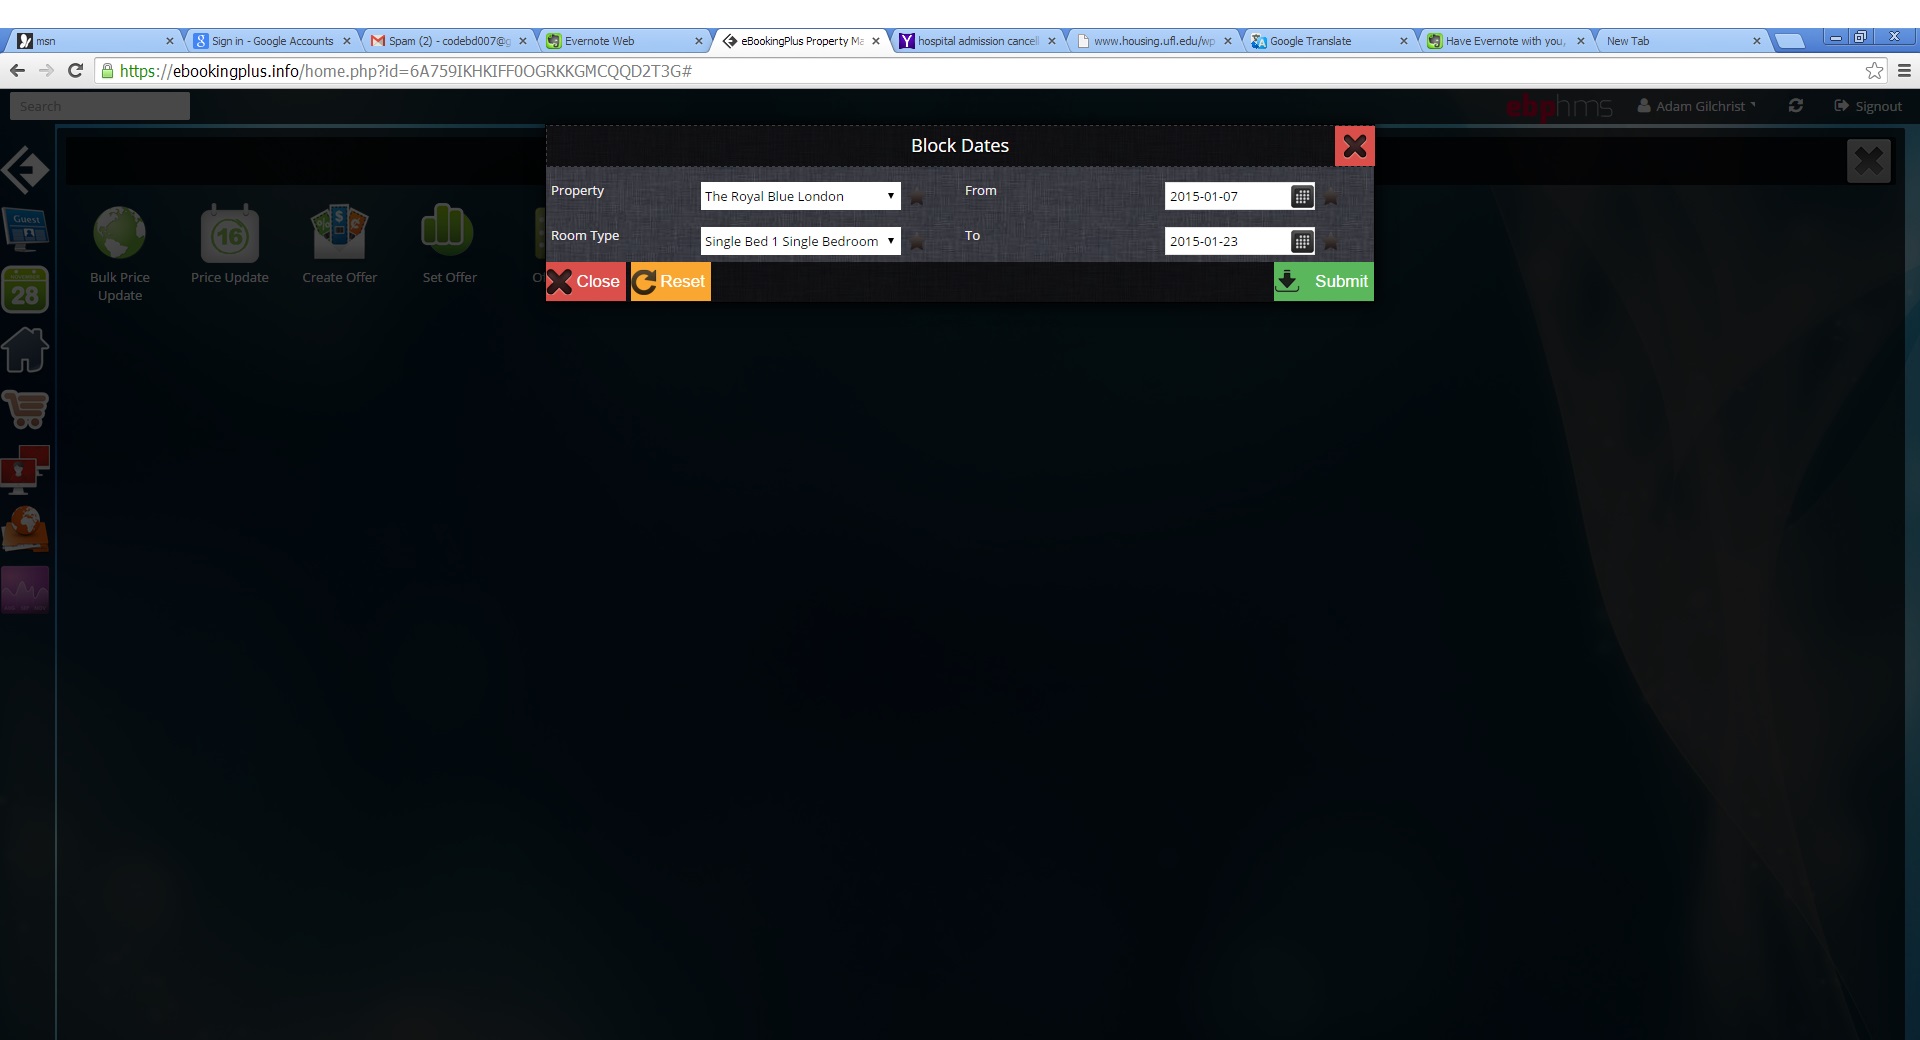 msn
Sign in - Google Accounts
Spam (2) - codebd007@g
Evernote Web
eBookingPlus Property Ma
hospital admission cancell
www.housing.ufl.edu/wp
Google Translate
Have Evernote with you,
New Tab
https://ebookingplus.info/home.php?id=6A759IKHKIFF0OGRKKGMCQQD2T3G#
Search
ebphms
Adam Gilchrist
Signout
Block Dates
Property
The Royal Blue London
From
2015-01-07
Room Type
Single Bed 1 Single Bedroom
To
2015-01-23
Close
Reset
Submit
Guest
NOVEMBER
28
16
Bulk Price
Update
Price Update
Create Offer
Set Offer